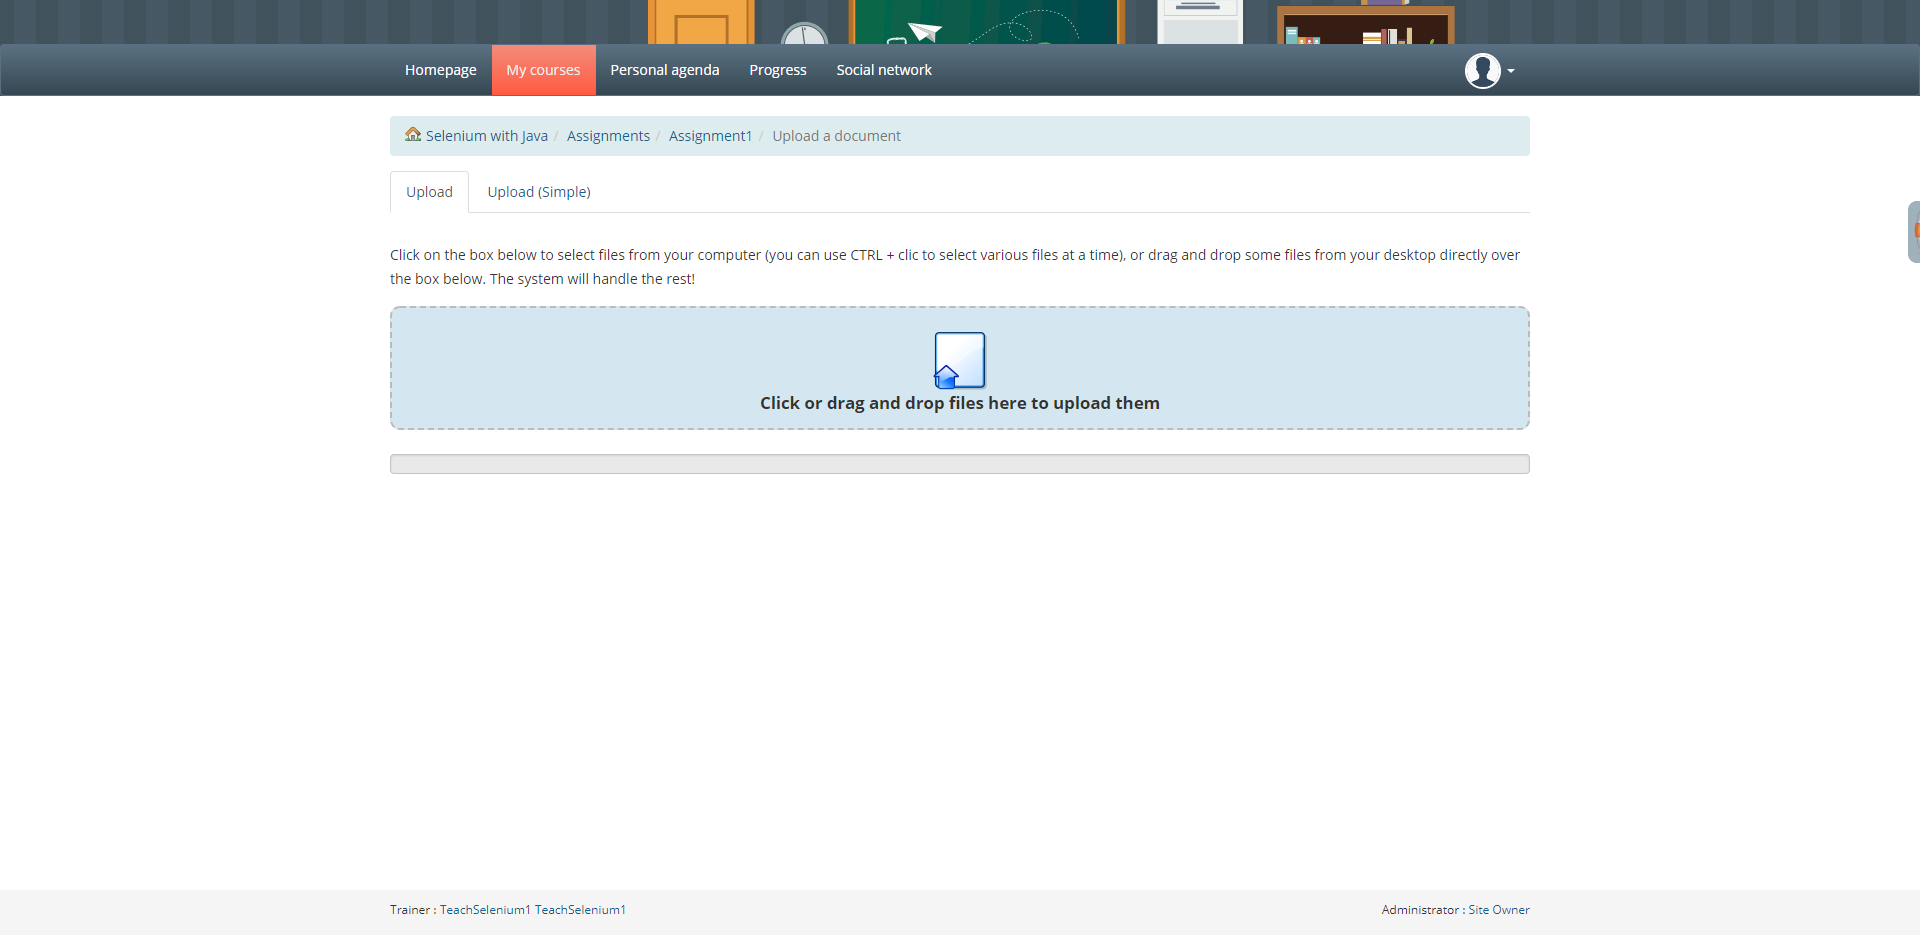 Homepage My courses Personal agenda Progress Social network
Selenium with Java / Assignments / Assignment1 / Upload a document
Upload Upload (Simple)
Click on the box below to select files from your computer (you can use CTRL + clic to select various files at a time), or drag and drop some files from your desktop directly over
the box below. The system will handle the rest!
Click or drag and drop files here to upload them
Trainer : TeachSelenium1 TeachSelenium1 Administrator : Site Owner